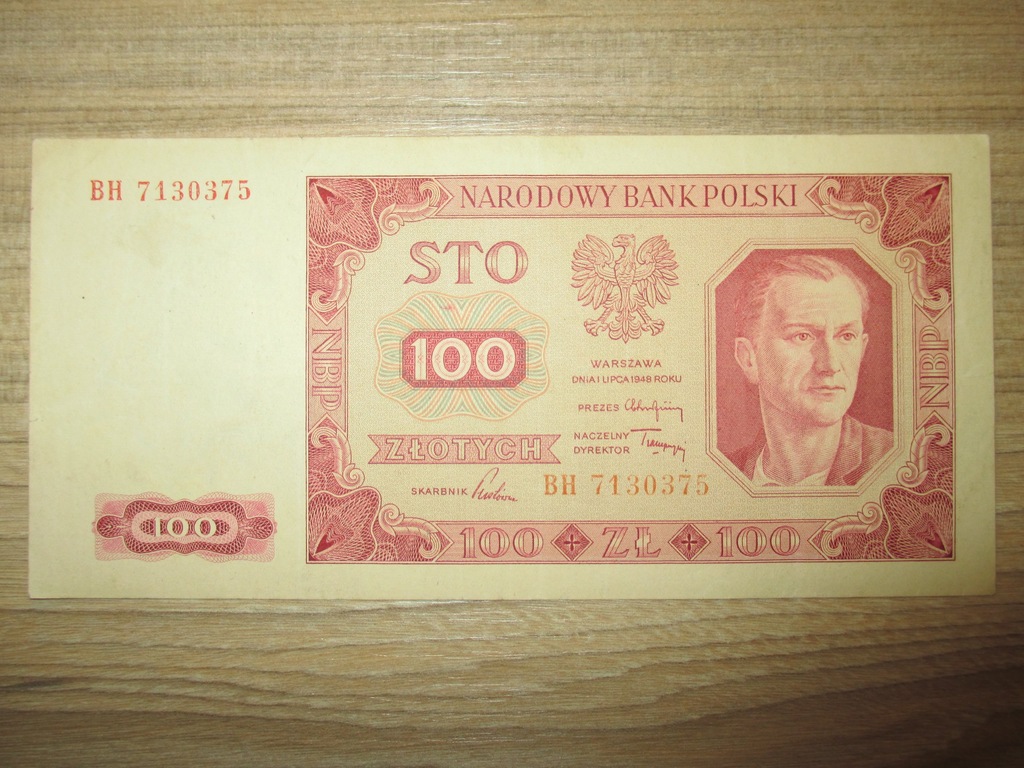 BH 7130375
NARODOWY BANK POLSKI
STO
100
ZŁOTYCH
WARSZAWA
DNIA 1 LIPCA 1948 ROKU
PREZES
NACZELNY
DYREKTOR
SKARBNIK
BH 7130375
NBP
NBP
100
100 ZŁ 100